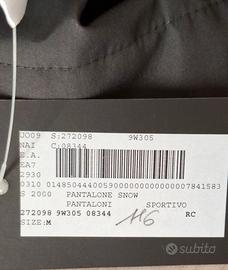 JO09 S:272098 9W305
NAI C:08344
E.A.
EA7
2930
0310 0148504440059000000000000007841583
S 2000 PANTALONE SNOW
PANTALONI SPORTIVO
272098 9W305 08344 116 RC
SIZE:M
subito